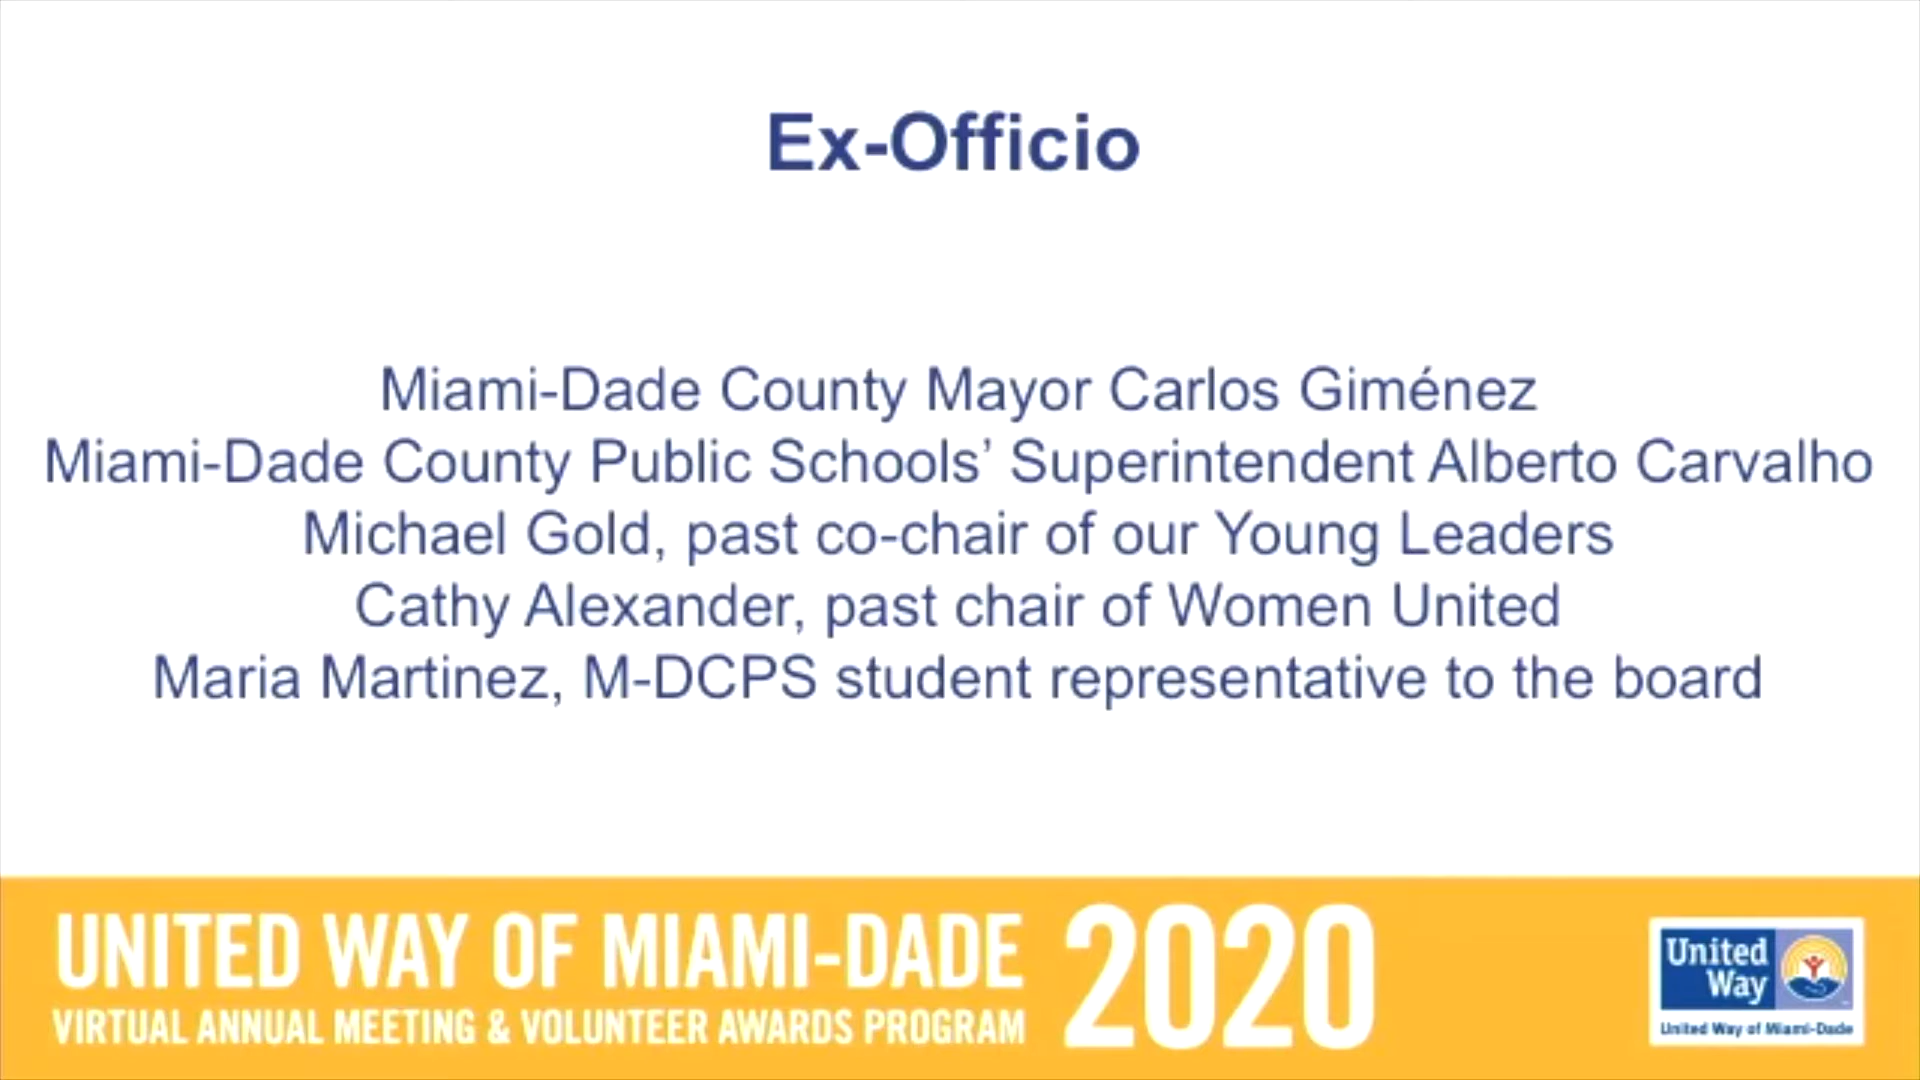 Ex-Officio
Miami-Dade County Mayor Carlos Giménez
Miami-Dade County Public Schools’ Superintendent Alberto Carvalho
Michael Gold, past co-chair of our Young Leaders
Cathy Alexander, past chair of Women United
Maria Martinez, M-DCPS student representative to the board
UNITED WAY OF MIAMI-DADE 2020
VIRTUAL ANNUAL MEETING & VOLUNTEER AWARDS PROGRAM
United
Way
United Way of Miami-Dade